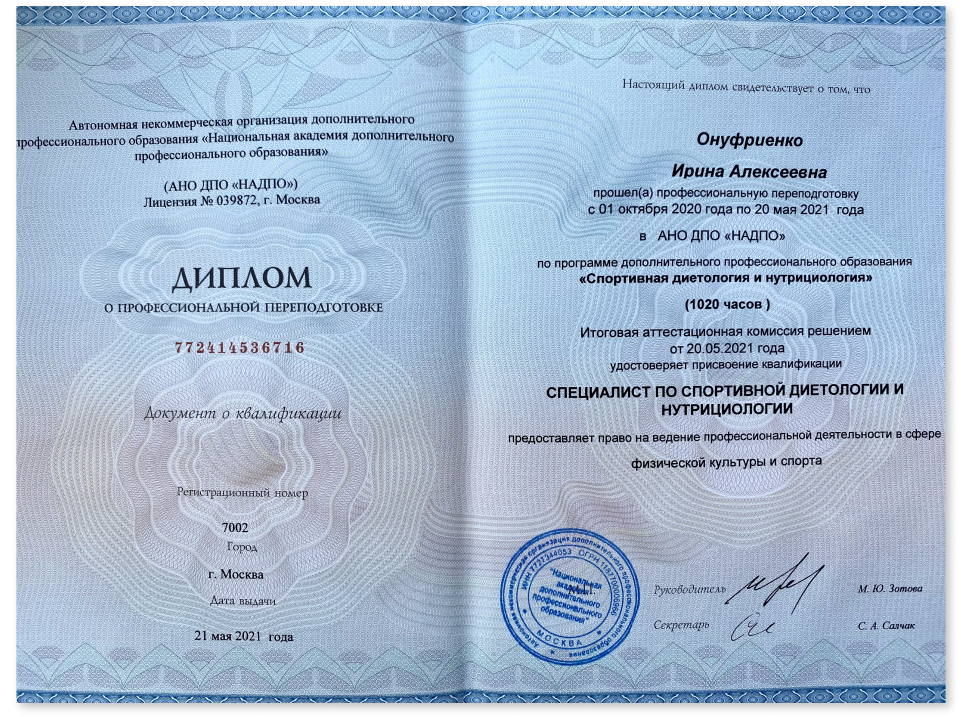 Автономная некоммерческая организация дополнительного
профессионального образования «Национальная академия дополнительного
профессионального образования»
(АНО ДПО «НАДПО»)
Лицензия № 039872, г. Москва
ДИПЛОМ
О ПРОФЕССИОНАЛЬНОЙ ПЕРЕПОДГОТОВКЕ
772414536716
Документ о квалификации
Регистрационный номер
7002
Город
г. Москва
Дата выдачи
21 мая 2021 года
Настоящий диплом свидетельствует о том, что
Онуфриенко
Ирина Алексеевна
прошел(а) профессиональную переподготовку
с 01 октября 2020 года по 20 мая 2021 года
в АНО ДПО «НАДПО»
по программе дополнительного профессионального образования
«Спортивная диетология и нутрициология»
(1020 часов )
Итоговая аттестационная комиссия решением
от 20.05.2021 года
удостоверяет присвоение квалификации
СПЕЦИАЛИСТ ПО СПОРТИВНОЙ ДИЕТОЛОГИИ И
НУТРИЦИОЛОГИИ
предоставляет право на ведение профессиональной деятельности в сфере
физической культуры и спорта
Автономная некоммерческая организация дополнительного профессионального образования
ИНН 7727344053 ОГРН
"Национальная
академия
дополнительного
профессионального
образования"
МОСКВА
М.П.
Руководитель М. Ю. Зотова
Секретарь С. А. Салчак